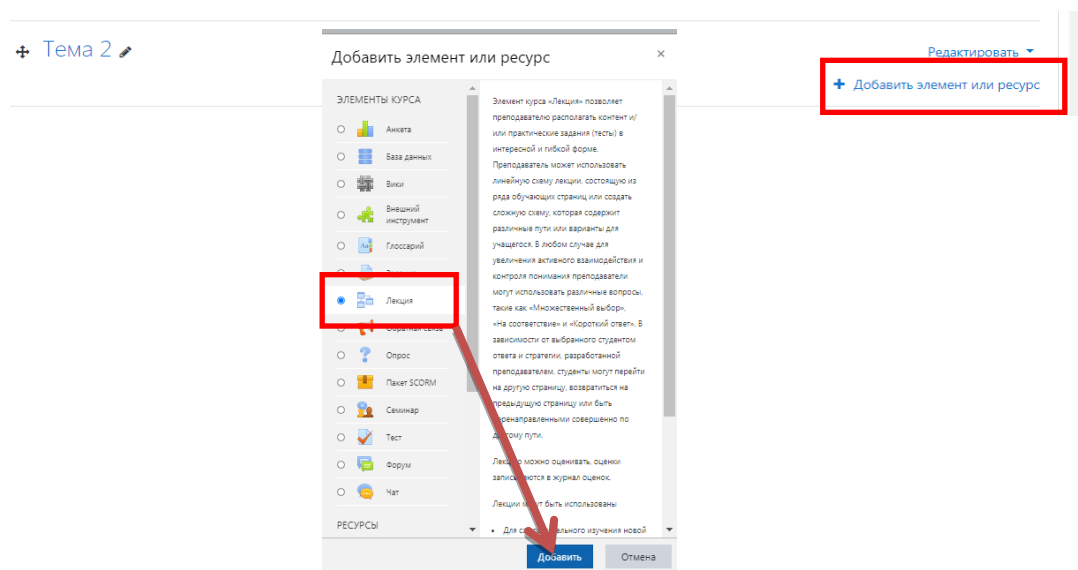 Тема 2
Редактировать
Добавить элемент или ресурс
Добавить элемент или ресурс
×
ЭЛЕМЕНТЫ КУРСА
Анкета
База данных
Вики
Внешний
инструмент
Глоссарий
Лекция
Опрос
Пакет SCORM
Семинар
Тест
Форум
Чат
РЕСУРСЫ
Элемент курса «Лекция» позволяет
преподавателю располагать контент и/
или практические задания (тесты) в
интересной и гибкой форме.
Преподаватель может использовать
линейную схему лекции, состоящую из
ряда обучающих страниц или создать
сложную схему, которая содержит
различные пути или варианты для
учащегося. В любом случае для
увеличения активного взаимодействия и
контроля понимания преподаватели
могут использовать различные вопросы,
такие как «Множественный выбор»,
«На соответствие» и «Короткий ответ». В
зависимости от выбранного студентом
ответа и стратегии, разработанной
преподавателем, студенты могут перейти
на другую страницу, возвратиться на
предыдущую страницу или быть
перенаправленными совершенно по
другому пути.
Лекцию можно оценивать, оценки
записываются в журнал оценок.
Лекции могут быть использованы
• Для самостоятельного изучения новой
Добавить
Отмена